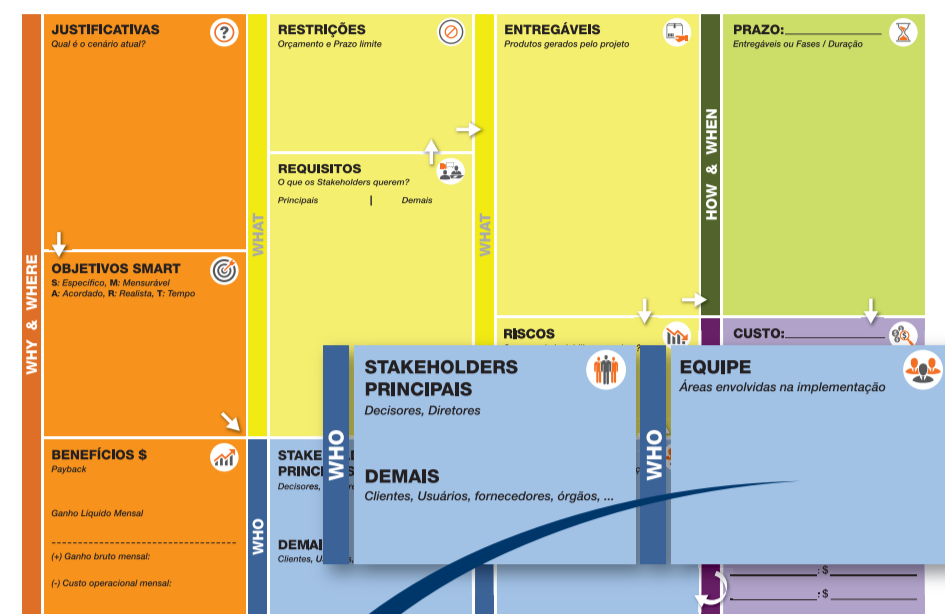 WHY & WHERE
JUSTIFICATIVAS
Qual é o cenário atual?
OBJETIVOS SMART
S: Específico, M: Mensurável
A: Acordado, R: Realista, T: Tempo
BENEFÍCIOS $
Payback
Ganho Líquido Mensal
(+) Ganho bruto mensal:
(-) Custo operacional mensal:
WHAT
RESTRIÇÕES
Orçamento e Prazo limite
REQUISITOS
O que os Stakeholders querem?
Principais | Demais
WHO
STAKE
PRINC
Decisores,
DEMAI
Clientes,
WHAT
ENTREGÁVEIS
Produtos gerados pelo projeto
RISCOS
HOW & WHEN
PRAZO:
Entregáveis ou Fases / Duração
CUSTO:
: $
: $
WHO
STAKEHOLDERS
PRINCIPAIS
Decisores, Diretores
DEMAIS
Clientes, Usuários, fornecedores, órgãos, ...
WHO
EQUIPE
Áreas envolvidas na implementação